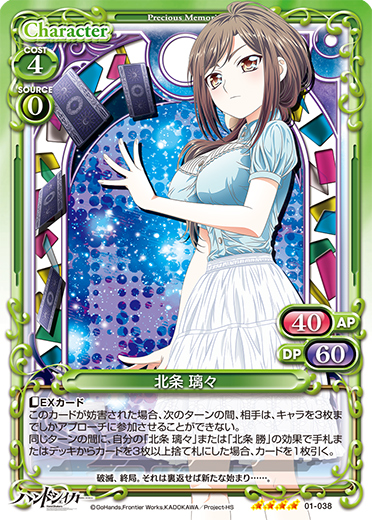 Precious Memories
Character
COST
4
SOURCE
0
40 AP
DP 60
北条 璃々
EXカード
このカードが妨害された場合、次のターンの間、相手は、キャラを3枚ま
でしかアプローチに参加させることができない。
同じターンの間に、自分の「北条 璃々」または「北条 勝」の効果で手札ま
たはデッキからカードを3枚以上捨て札にした場合、カードを1枚引く。
破滅、終局。それは裏返せば新たな始まり……。
ハンドシェイカー
©GoHands,Frontier Works,KADOKAWA／Project-HS
01-038